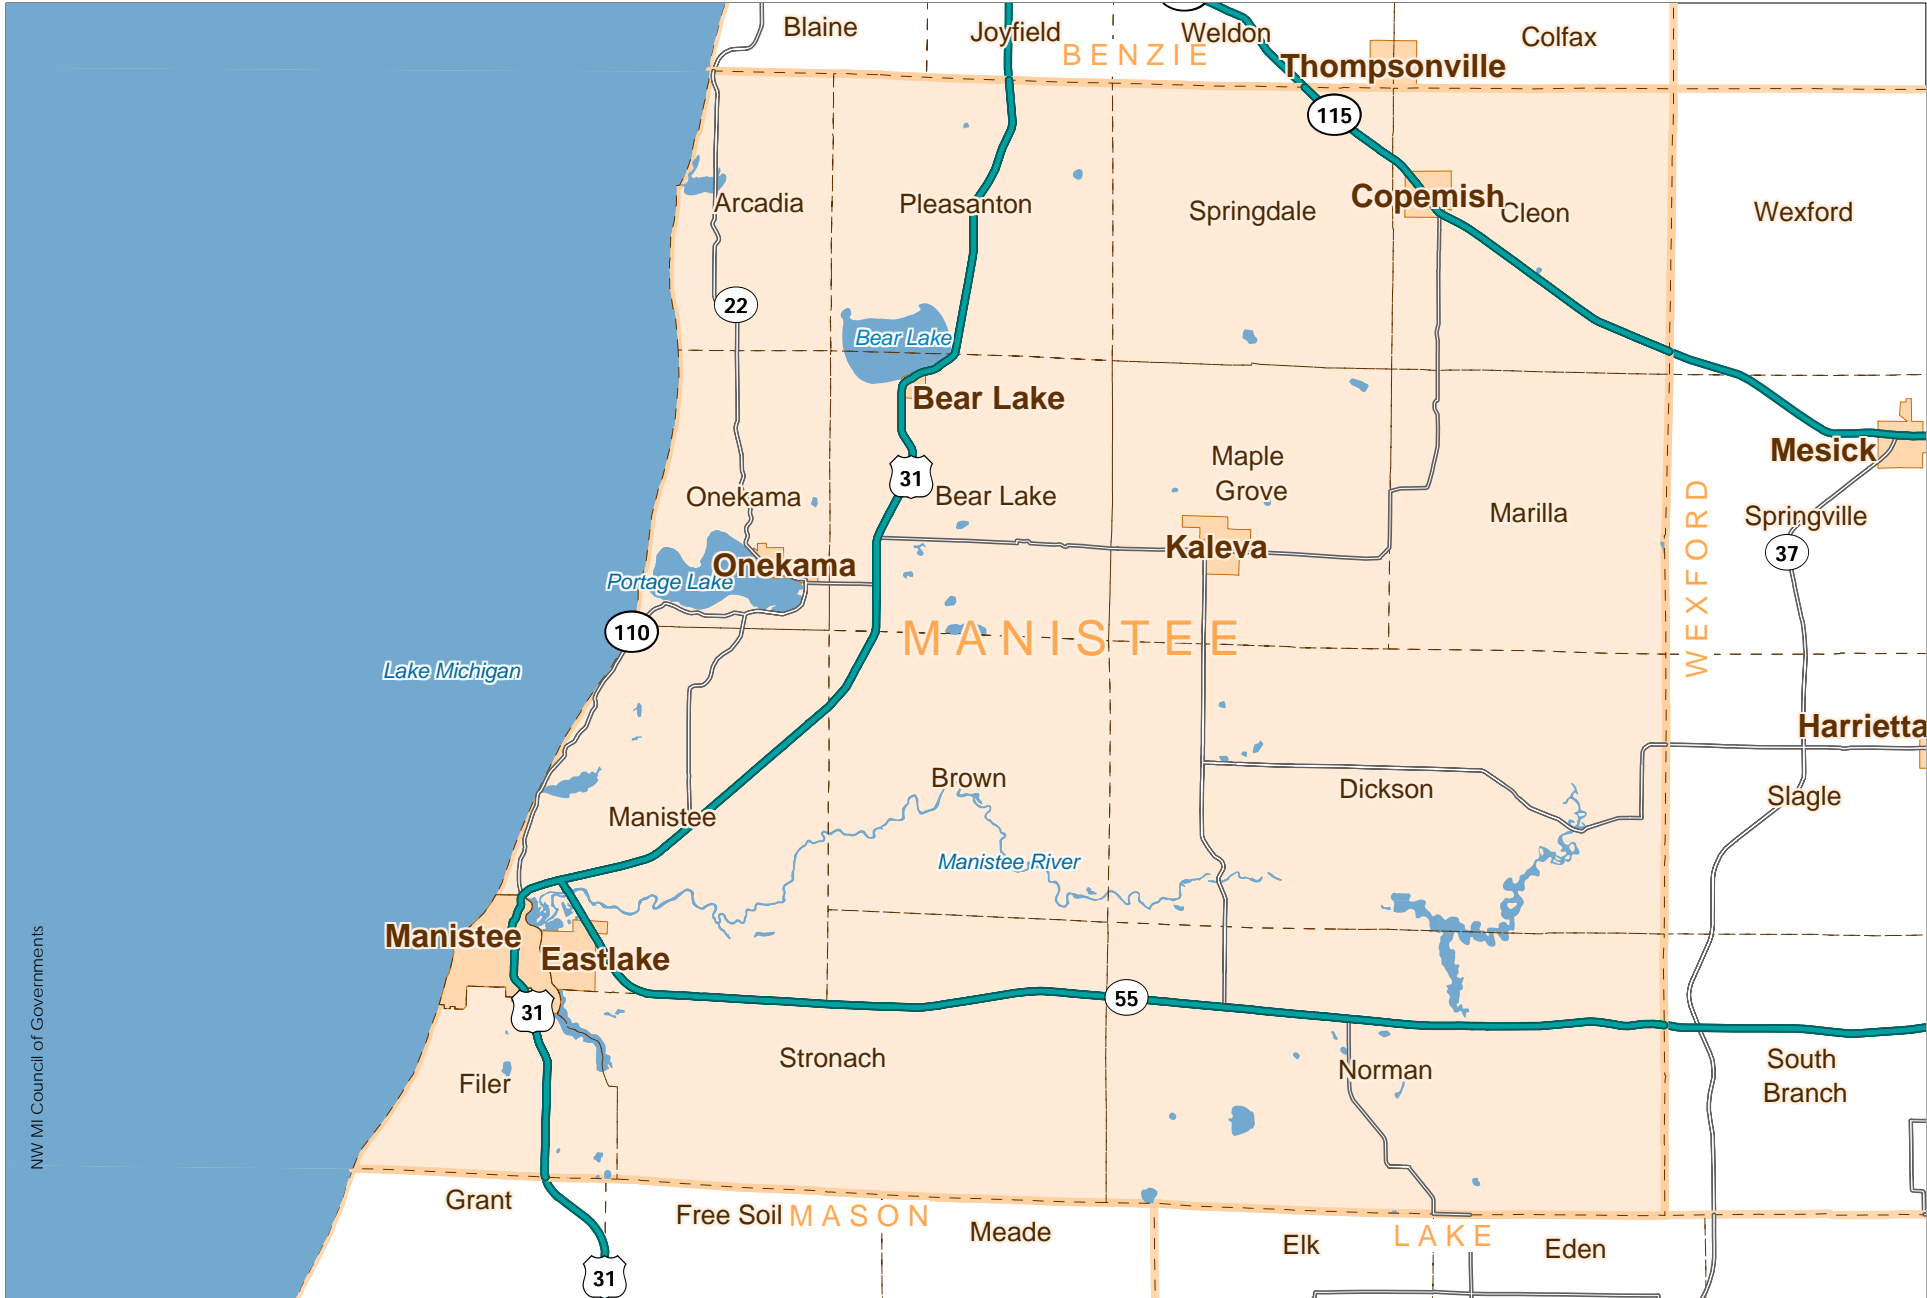 Blaine
Joyfield
Weldon
Colfax
BENZIE
Thompsonville
115
Arcadia
Pleasanton
Springdale
Copemish
Cleon
Wexford
22
Bear Lake
Bear Lake
Mesick
Maple
Grove
31
Onekama
Bear Lake
Marilla
Springville
WEXFORD
Kaleva
37
Onekama
Portage Lake
110
MANISTEE
Lake Michigan
Harrietta
Brown
Dickson
Slagle
Manistee
Manistee River
Manistee
Eastlake
55
31
NW MI Council of Governments
Stronach
Norman
South
Branch
Filer
Grant
Free Soil
MASON
Meade
Elk
LAKE
Eden
31